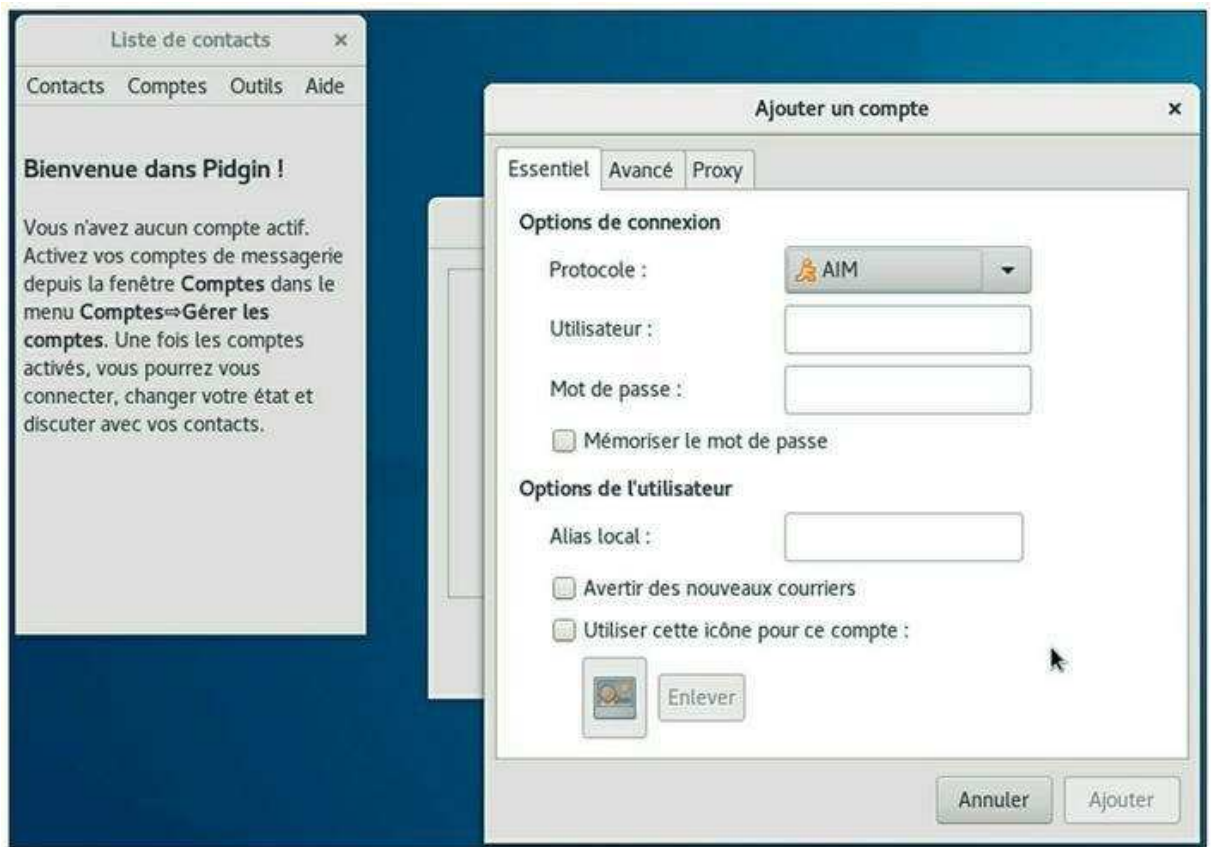 Liste de contacts
Contacts Comptes Outils Aide
Bienvenue dans Pidgin !
Vous n'avez aucun compte actif.
Activez vos comptes de messagerie
depuis la fenêtre Comptes dans le
menu Comptes⇨Gérer les
comptes. Une fois les comptes
activés, vous pourrez vous
connecter, changer votre état et
discuter avec vos contacts.
Ajouter un compte
Essentiel Avancé Proxy
Options de connexion
Protocole : AIM
Utilisateur :
Mot de passe :
Mémoriser le mot de passe
Options de l'utilisateur
Alias local :
Avertir des nouveaux courriers
Utiliser cette icône pour ce compte :
Enlever
Annuler Ajouter